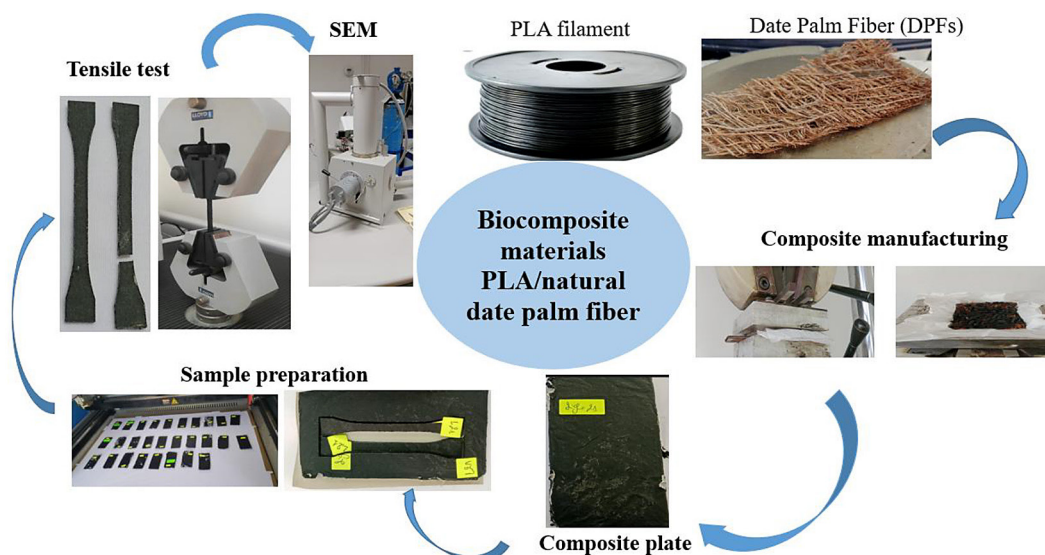 SEM
PLA filament
Date Palm Fiber (DPFs)
Tensile test
Biocomposite
materials
PLA/natural
date palm fiber
Composite manufacturing
Sample preparation
Composite plate